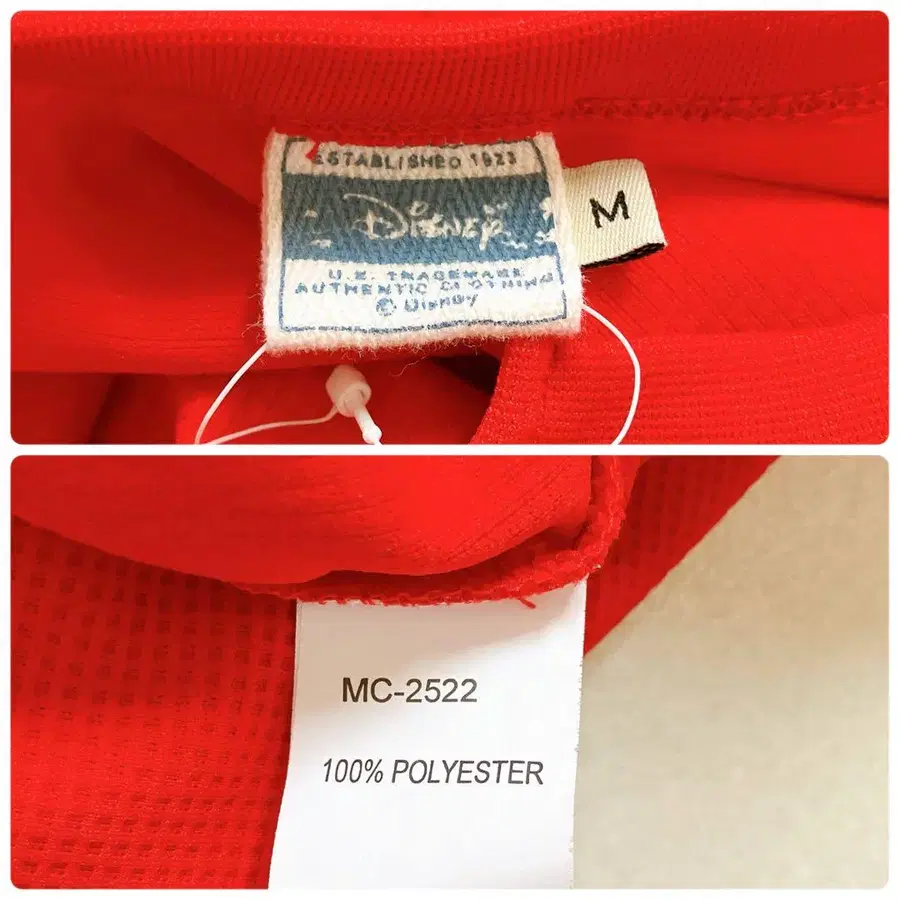 ESTABLISHED 1923
Disney
M
U.S. TRADEMARK
AUTHENTIC CLOTHING
© Disney
MC-2522
100% POLYESTER